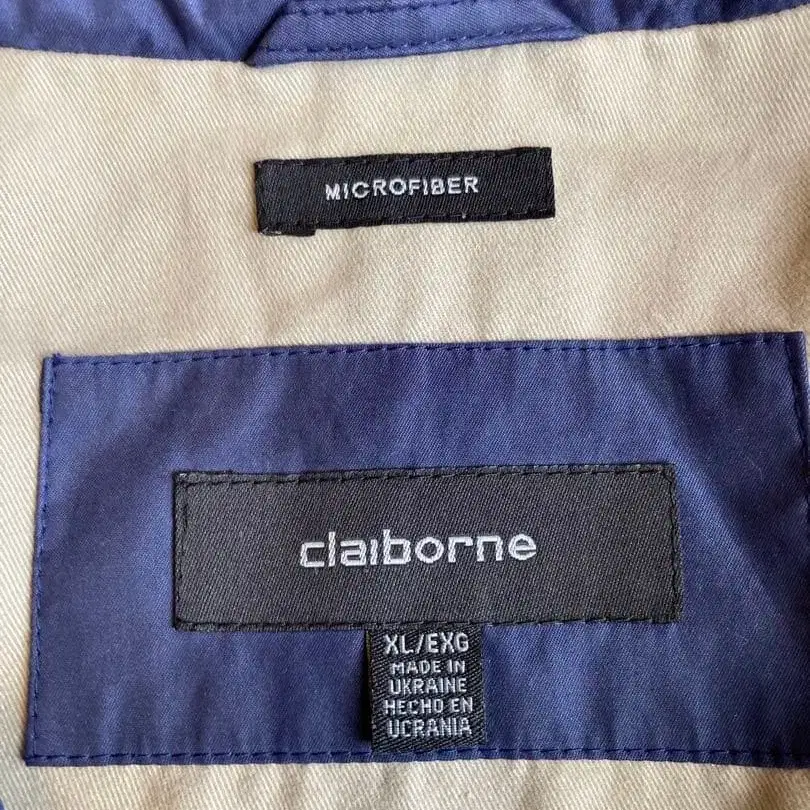 MICROFIBER
claiborne
XL/EXG
MADE IN
UKRAINE
HECHO EN
UCRANIA